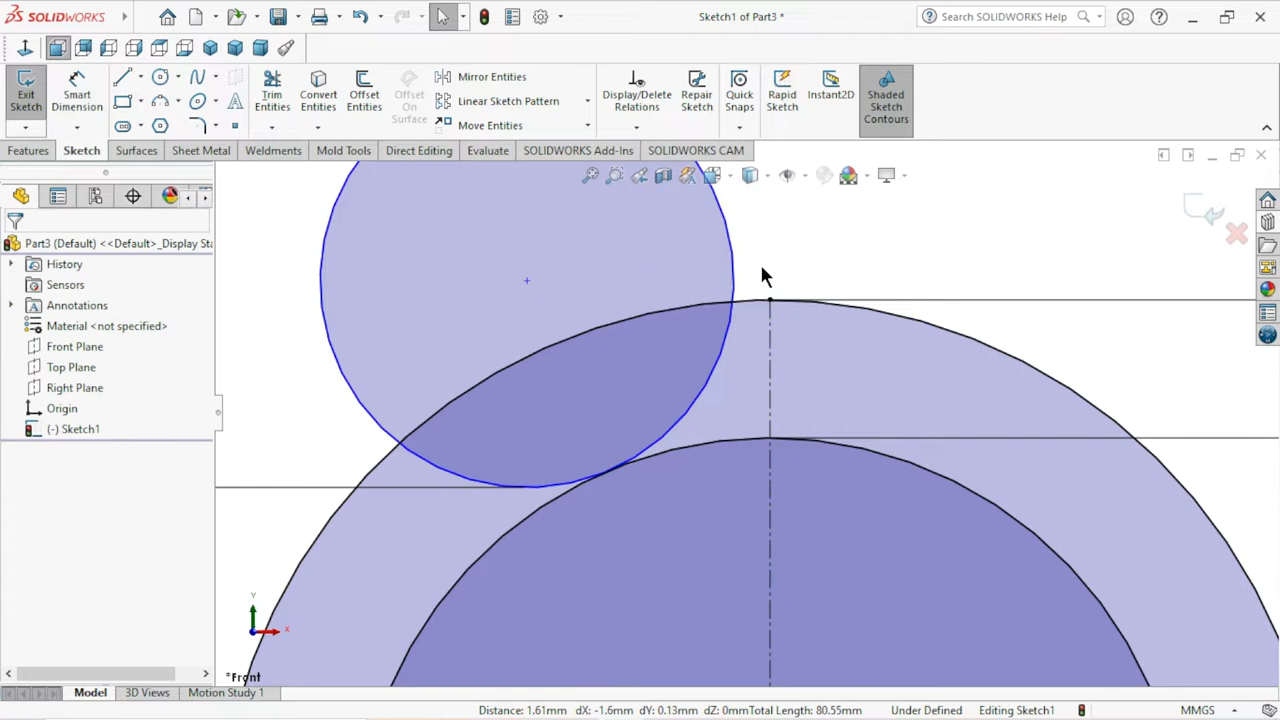 SOLIDWORKS
Sketch1 of Part3 *
Search SOLIDWORKS Help
Exit Sketch
Smart Dimension
Trim Entities
Convert Entities
Offset Entities
Offset On Surface
Mirror Entities
Linear Sketch Pattern
Move Entities
Display/Delete Relations
Repair Sketch
Quick Snaps
Rapid Sketch
Instant2D
Shaded Sketch Contours
Features
Sketch
Surfaces
Sheet Metal
Weldments
Mold Tools
Direct Editing
Evaluate
SOLIDWORKS Add-Ins
SOLIDWORKS CAM
Part3 (Default) <<Default>_Display Sta
History
Sensors
Annotations
Material <not specified>
Front Plane
Top Plane
Right Plane
Origin
(-) Sketch1
Y
X
*Front
Model
3D Views
Motion Study 1
Distance: 1.61mm dX: -1.6mm dY: 0.13mm dZ: 0mmTotal Length: 80.55mm
Under Defined
Editing Sketch1
MMGS